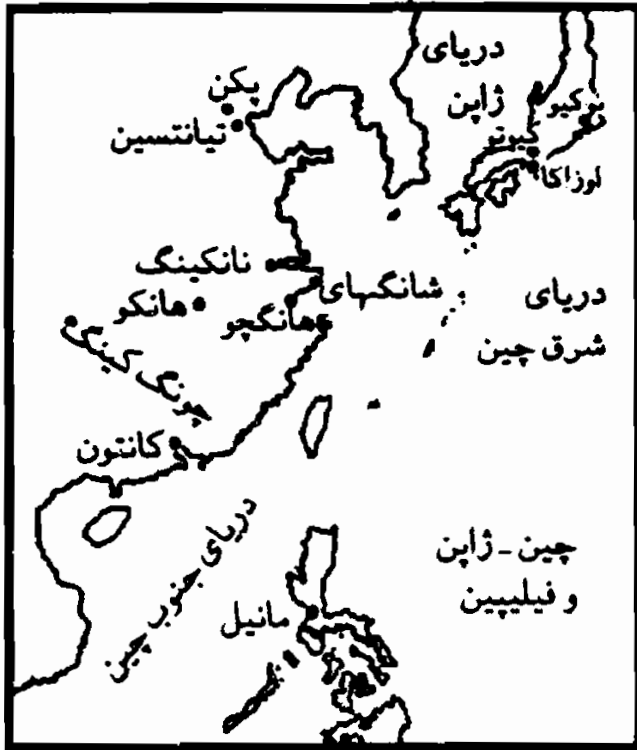 دریای
ژاپن
پکن
تیانتسین
توکیو
کیوتو
اوزاکا
نانکینگ
شانگهای
هانکو
هانگچو
چونگ کینگ
دریای
شرق چین
کانتون
دریای جنوب چین
چین - ژاپن
و فیلیپین
مانیل